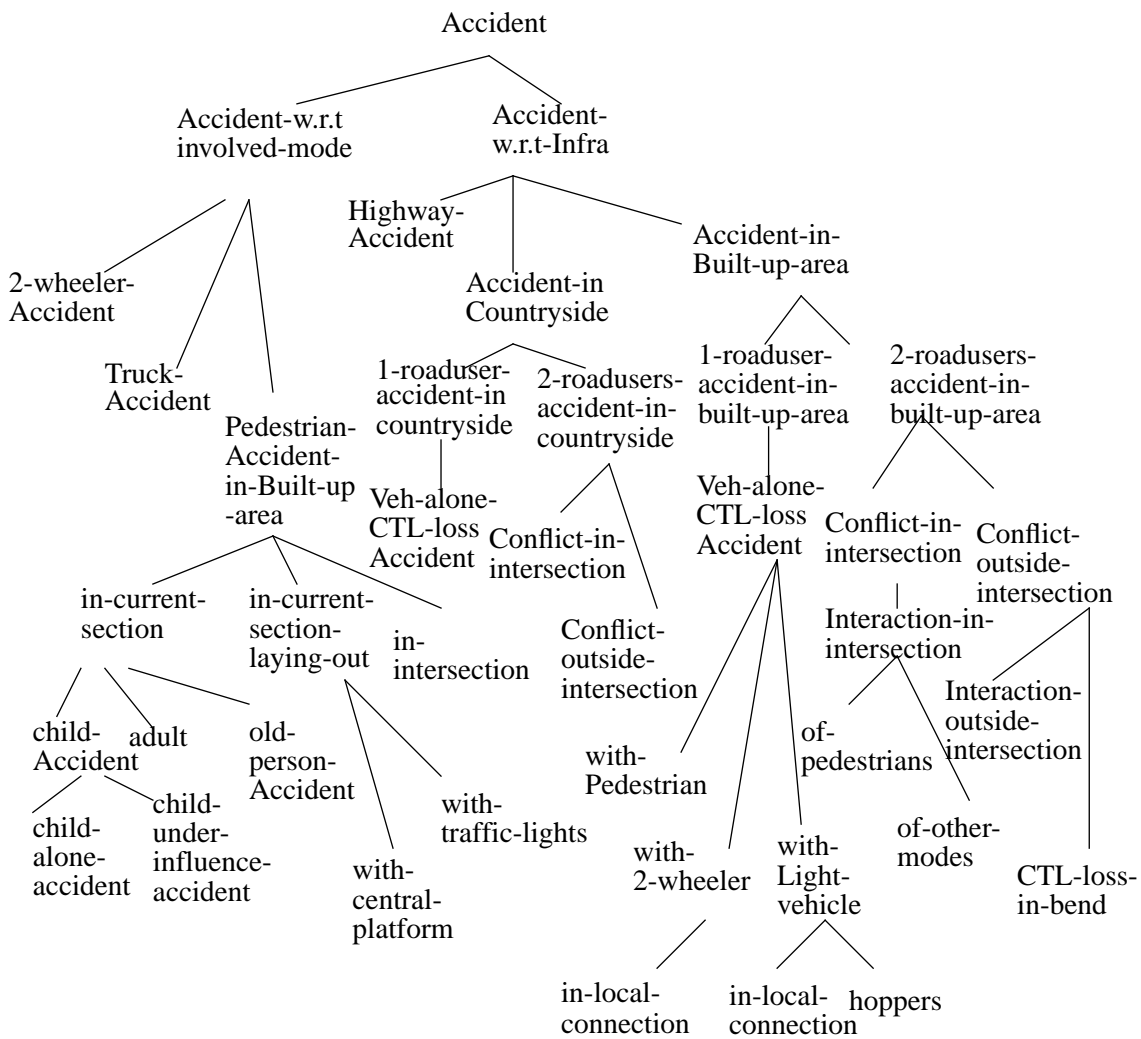 Accident
Accident-w.r.t
involved-mode
Accident-
w.r.t-Infra
Highway-
Accident
Accident-in-
Built-up-area
2-wheeler-
Accident
Accident-in
Countryside
Truck-
Accident
1-roaduser-
accident-in
countryside
2-roadusers-
accident-in-
countryside
1-roaduser-
accident-in-
built-up-area
2-roadusers-
accident-in-
built-up-area
Pedestrian-
Accident-
in-Built-up
-area
Veh-alone-
CTL-loss
Accident
Conflict-in-
intersection
Veh-alone-
CTL-loss
Accident
Conflict-in-
intersection
Conflict-
outside-
intersection
in-current-
section
in-current-
section-
laying-out
in-
intersection
Conflict-
outside-
intersection
Interaction-in-
intersection
Interaction-
outside-
intersection
child-
Accident
adult
old-
person-
Accident
with-
Pedestrian
of-
pedestrians
child-
alone-
accident
child-
under-
influence-
accident
with-
traffic-lights
with-
central-
platform
with-
2-wheeler
with-
Light-
vehicle
of-other-
modes
CTL-loss-
in-bend
in-local-
connection
in-local-
connection
hoppers